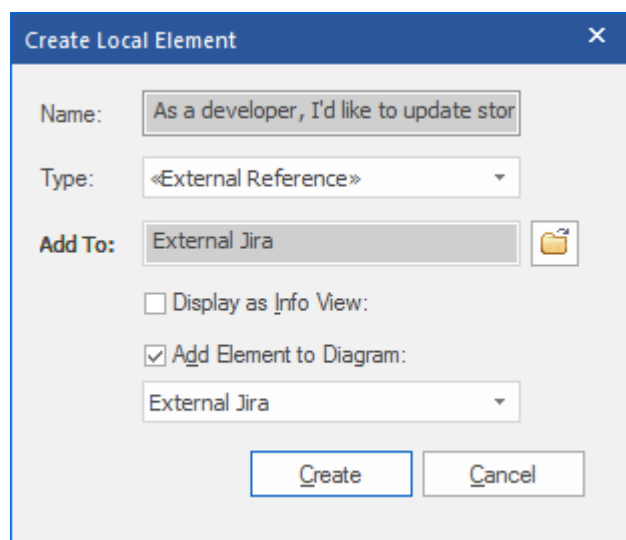 Create Local Element
Name: As a developer, I'd like to update stor
Type: «External Reference»
Add To: External Jira
Display as Info View:
Add Element to Diagram:
External Jira
Create Cancel